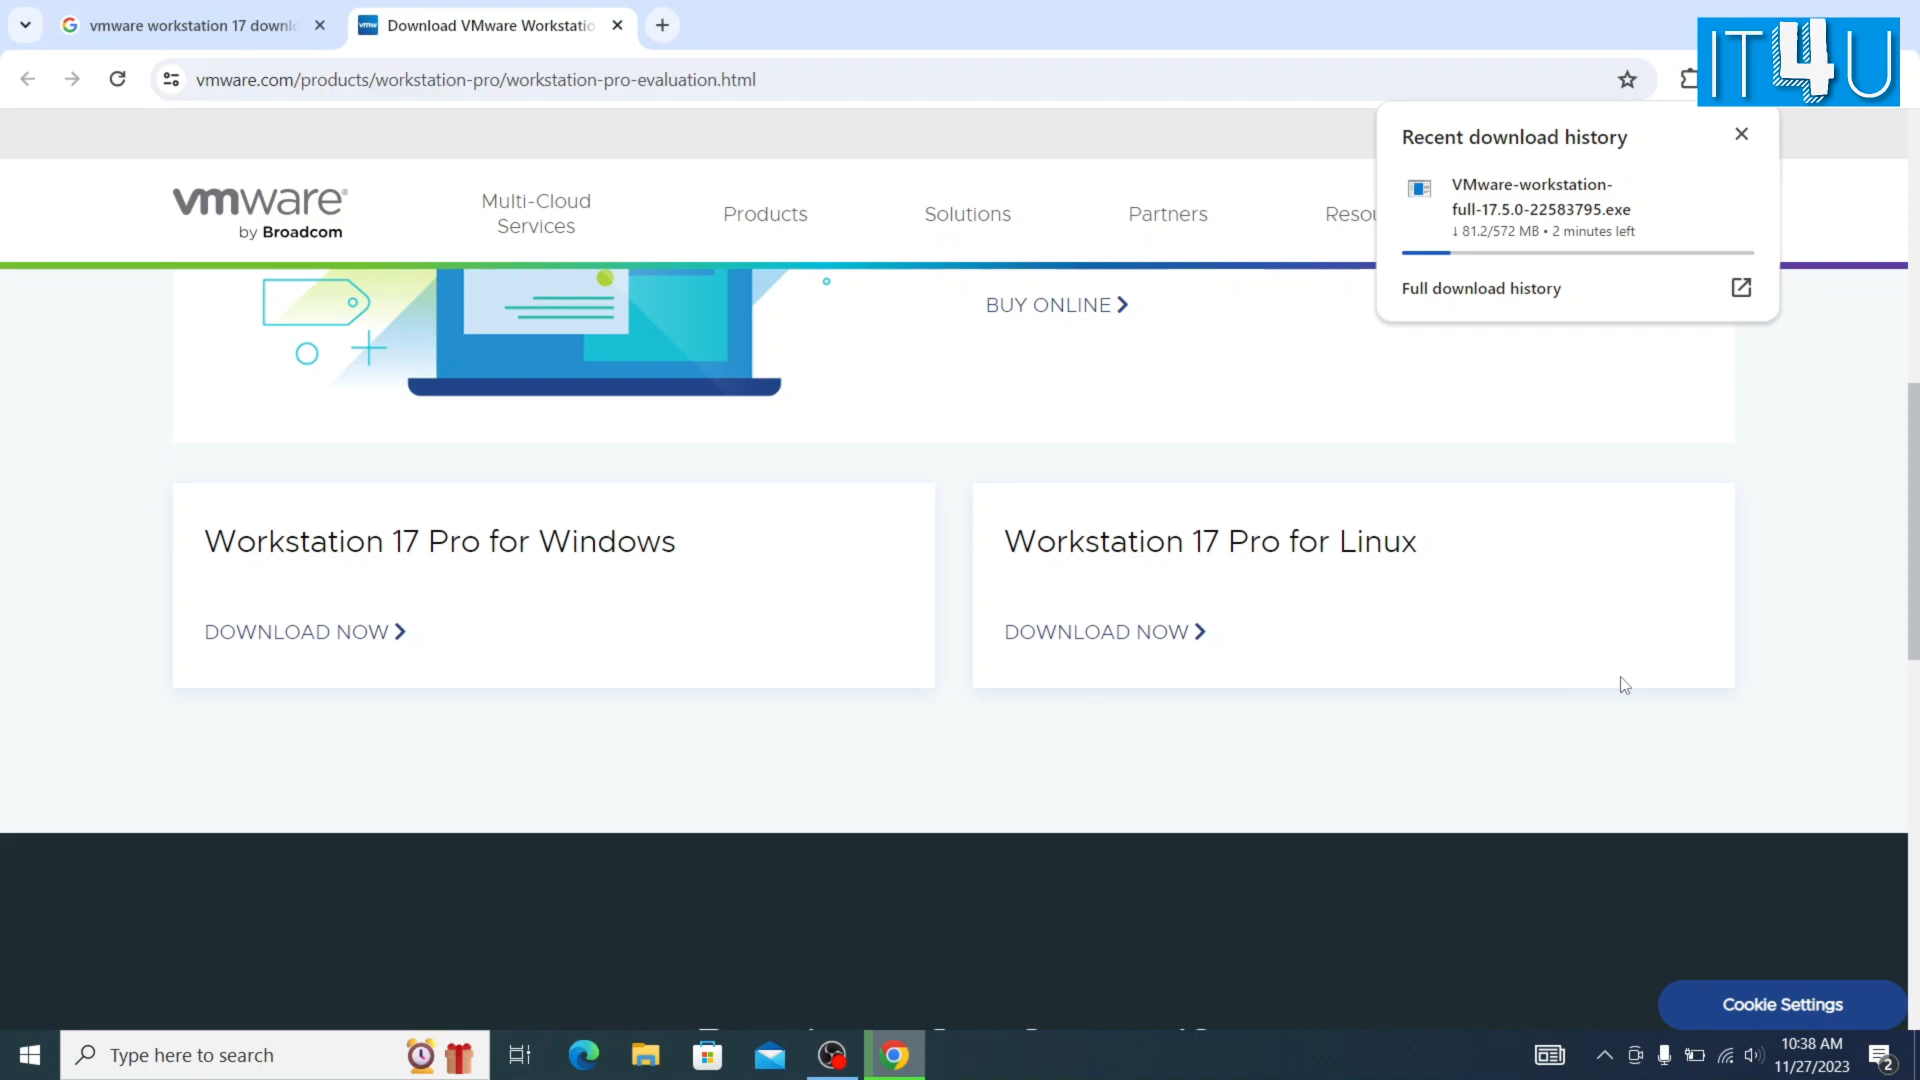 vmware workstation 17 downl
Download VMware Workstatio
vmware.com/products/workstation-pro/workstation-pro-evaluation.html
IT4U
Recent download history
VMware-workstation-
full-17.5.0-22583795.exe
↓ 81.2/572 MB • 2 minutes left
Full download history
vmware®
by Broadcom
Multi-Cloud
Services
Products
Solutions
Partners
Resou
BUY ONLINE
Workstation 17 Pro for Windows
DOWNLOAD NOW
Workstation 17 Pro for Linux
DOWNLOAD NOW
Cookie Settings
Type here to search
10:38 AM
11/27/2023
2